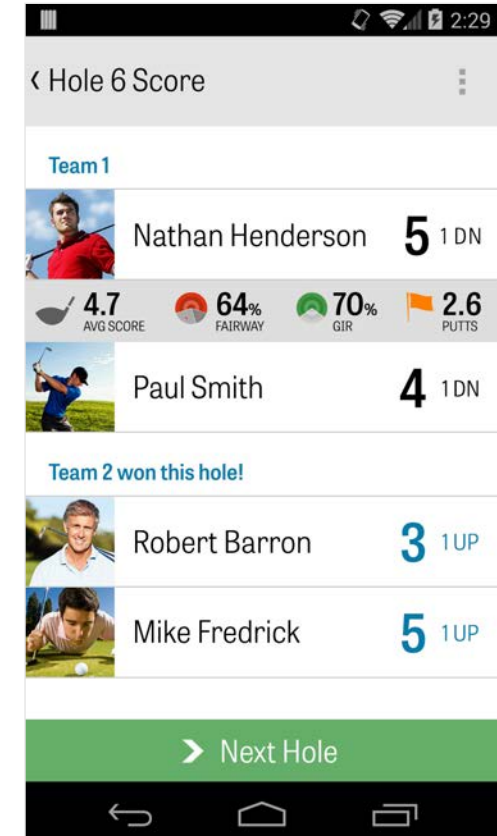 2:29
‹ Hole 6 Score
Team 1
Nathan Henderson 5 1 DN
4.7 64% 70% 2.6
AVG SCORE FAIRWAY GIR PUTTS
Paul Smith 4 1 DN
Team 2 won this hole!
Robert Barron 3 1 UP
Mike Fredrick 5 1 UP
Next Hole